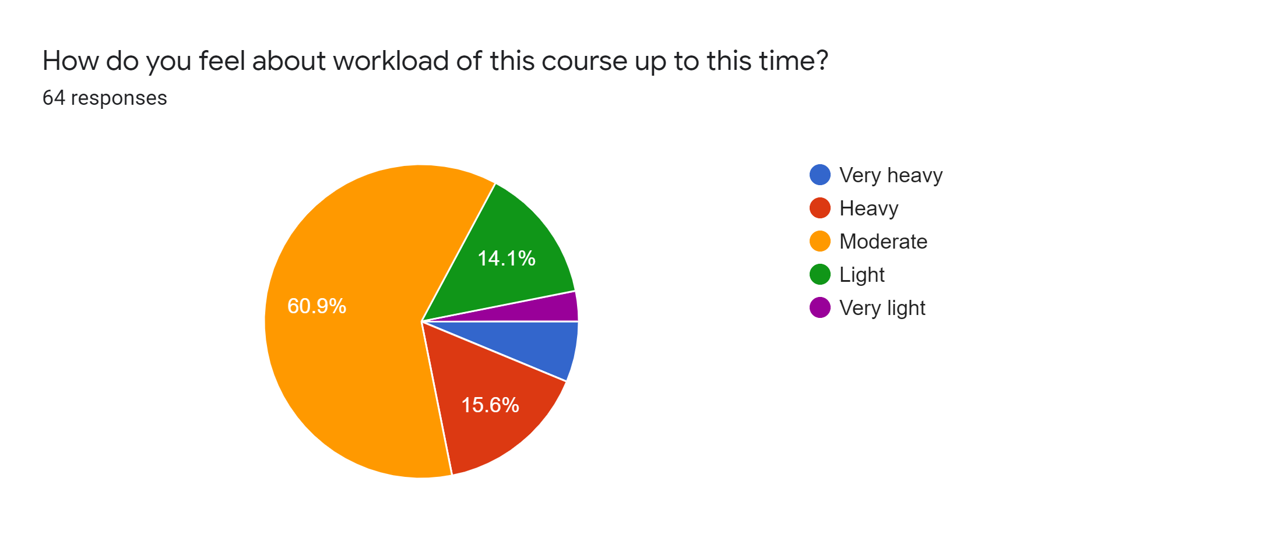 How do you feel about workload of this course up to this time?
64 responses
14.1%
60.9%
15.6%
Very heavy
Heavy
Moderate
Light
Very light